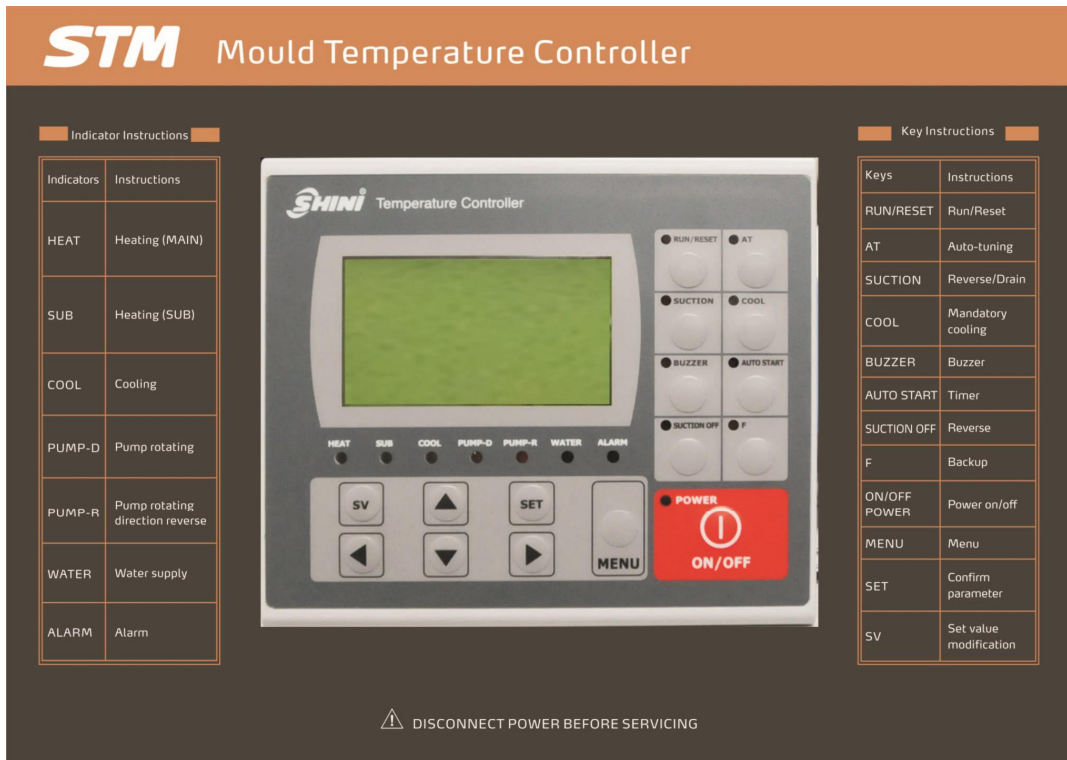 STM Mould Temperature Controller
Indicator Instructions
Indicators Instructions
HEAT Heating (MAIN)
SUB Heating (SUB)
COOL Cooling
PUMP-D Pump rotating
PUMP-R Pump rotating
direction reverse
WATER Water supply
ALARM Alarm
SHINI Temperature Controller
RUN/RESET AT
SUCTION COOL
BUZZER AUTO START
SUCTION OFF F
HEAT SUB COOL PUMP-D PUMP-R WATER ALARM
SV SET
MENU
POWER
ON/OFF
Key Instructions
Keys Instructions
RUN/RESET Run/Reset
AT Auto-tuning
SUCTION Reverse/Drain
COOL Mandatory
cooling
BUZZER Buzzer
AUTO START Timer
SUCTION OFF Reverse
F Backup
ON/OFF
POWER Power on/off
MENU Menu
SET Confirm
parameter
SV Set value
modification
DISCONNECT POWER BEFORE SERVICING